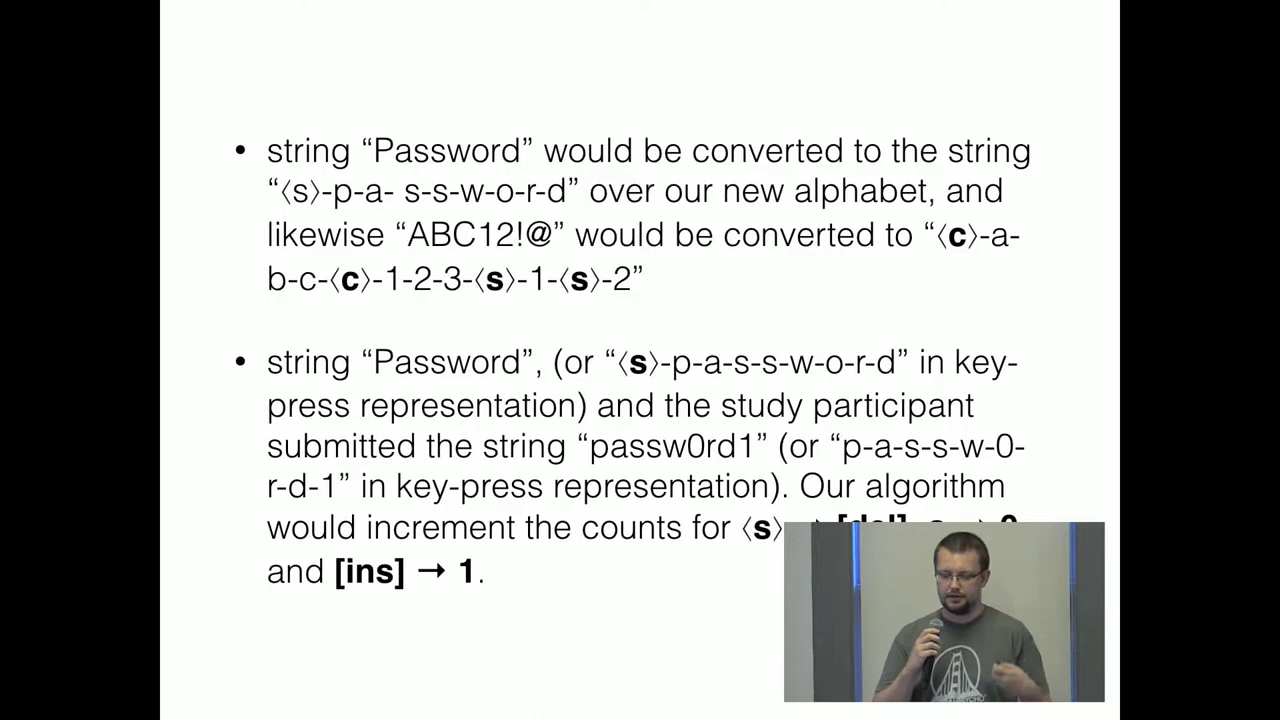 • string “Password” would be converted to the string
“⟨s⟩-p-a- s-s-w-o-r-d” over our new alphabet, and
likewise “ABC12!@” would be converted to “⟨c⟩-a-
b-c-⟨c⟩-1-2-3-⟨s⟩-1-⟨s⟩-2”
• string “Password”, (or “⟨s⟩-p-a-s-s-w-o-r-d” in key-
press representation) and the study participant
submitted the string “passw0rd1” (or “p-a-s-s-w-0-
r-d-1” in key-press representation). Our algorithm
would increment the counts for ⟨s⟩
and [ins] → 1.